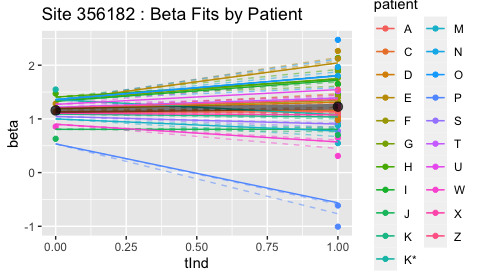 Site 356182 : Beta Fits by Patient
patient
beta
2
1
0
-1
0.00 0.25 0.50 0.75 1.00
tInd
A
C
D
E
F
G
H
I
J
K
K*
M
N
O
P
S
T
U
W
X
Z